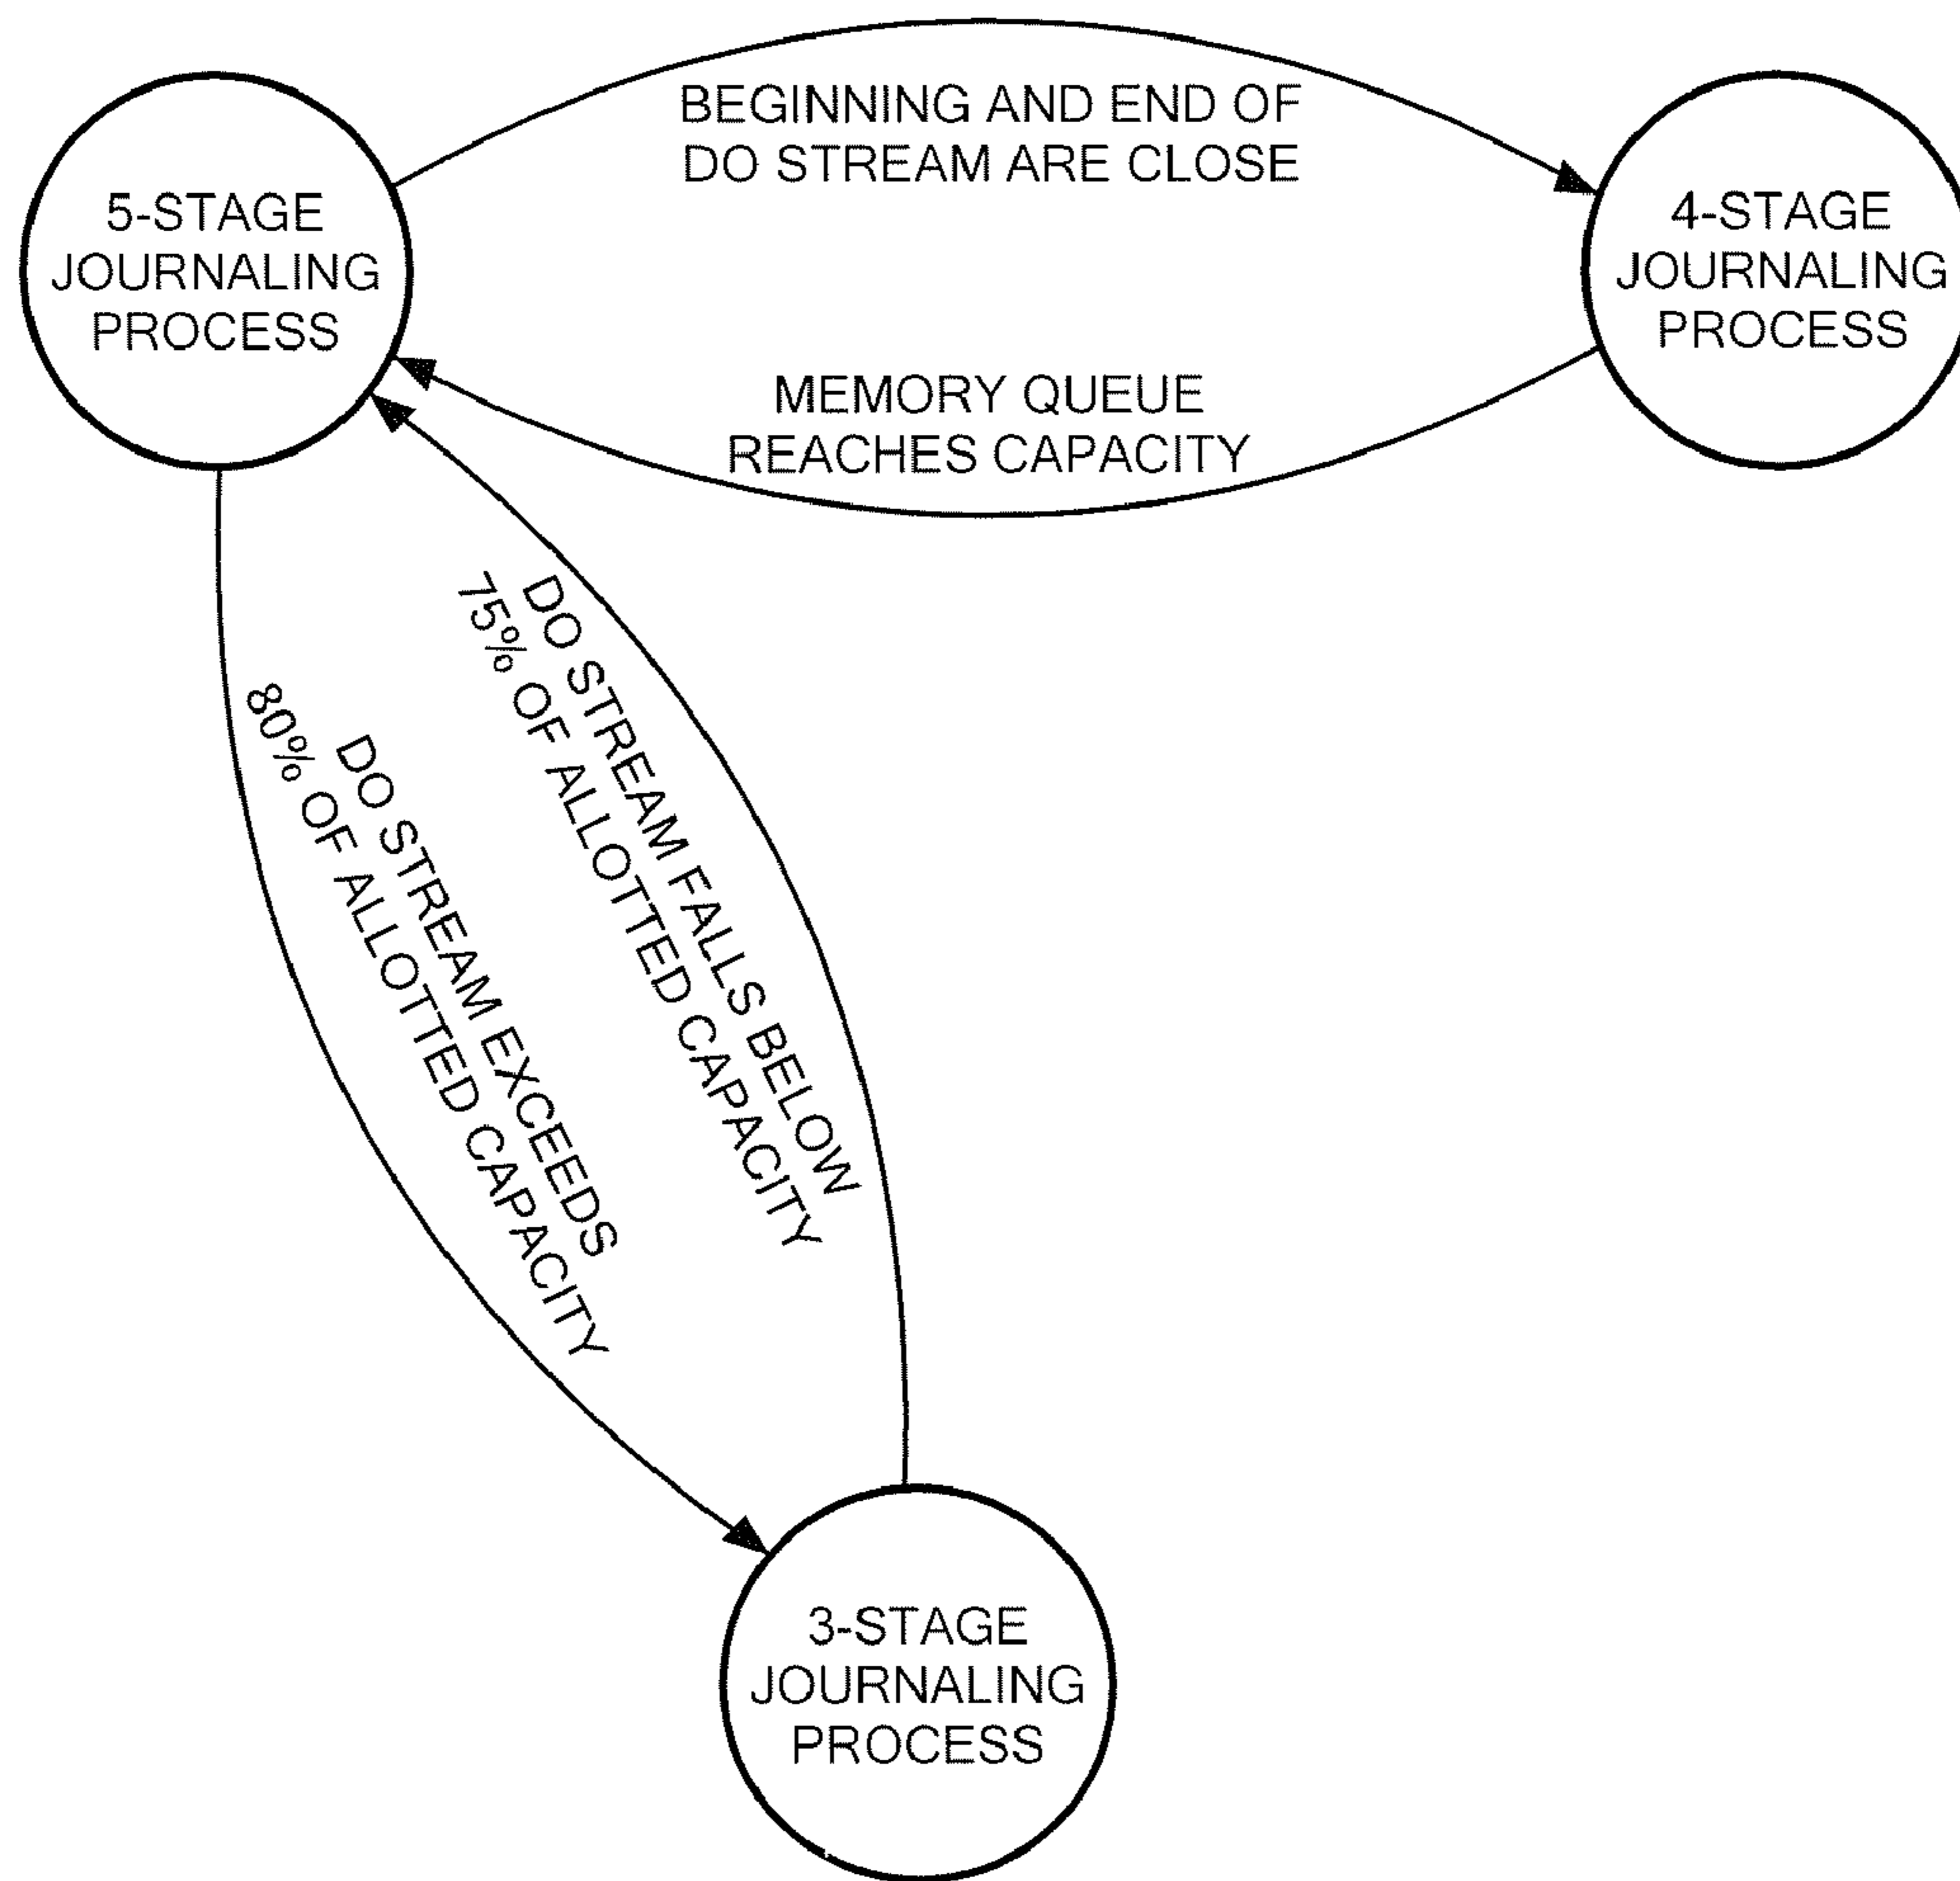 BEGINNING AND END OF
DO STREAM ARE CLOSE
5-STAGE
JOURNALING
PROCESS
4-STAGE
JOURNALING
PROCESS
MEMORY QUEUE
REACHES CAPACITY
DO STREAM FALLS BELOW
75% OF ALLOTTED CAPACITY
DO STREAM EXCEEDS
80% OF ALLOTTED CAPACITY
3-STAGE
JOURNALING
PROCESS